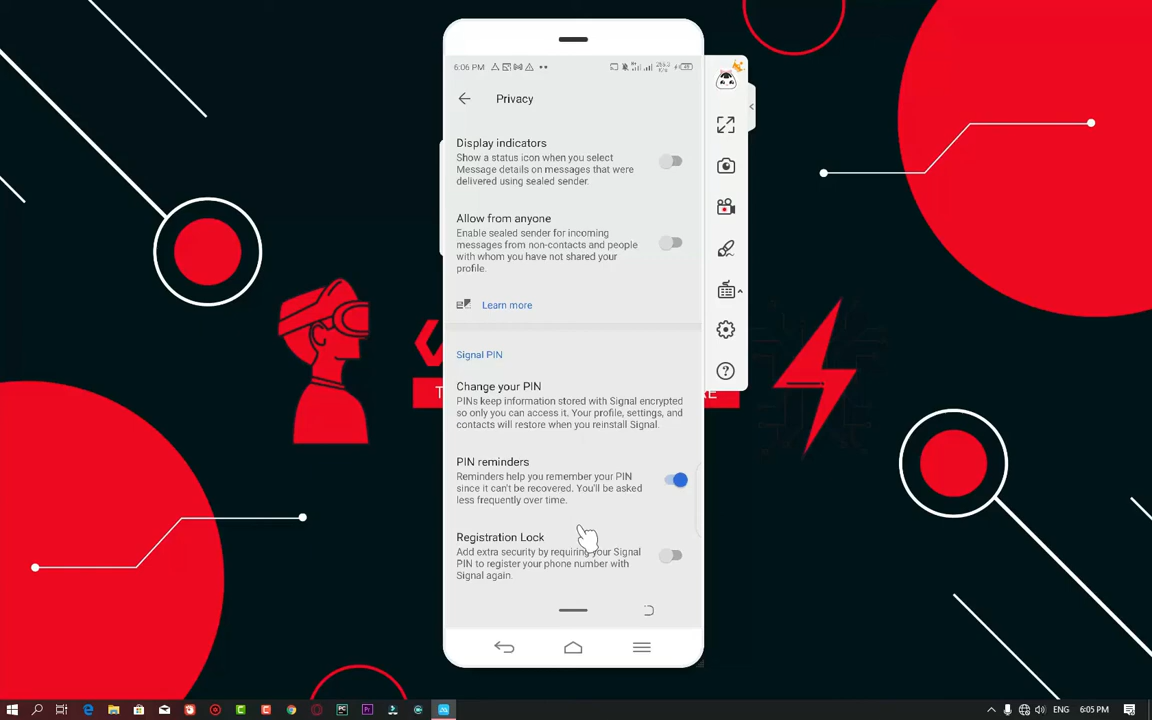 6:06 PM
Privacy
Display indicators
Show a status icon when you select
Message details on messages that were
delivered using sealed sender.
Allow from anyone
Enable sealed sender for incoming
messages from non-contacts and people
with whom you have not shared your
profile.
Learn more
Signal PIN
Change your PIN
PINs keep information stored with Signal encrypted
so only you can access it. Your profile, settings, and
contacts will restore when you reinstall Signal.
PIN reminders
Reminders help you remember your PIN
since it can't be recovered. You'll be asked
less frequently over time.
Registration Lock
Add extra security by requiring your Signal
PIN to register your phone number with
Signal again.
ENG 6:05 PM